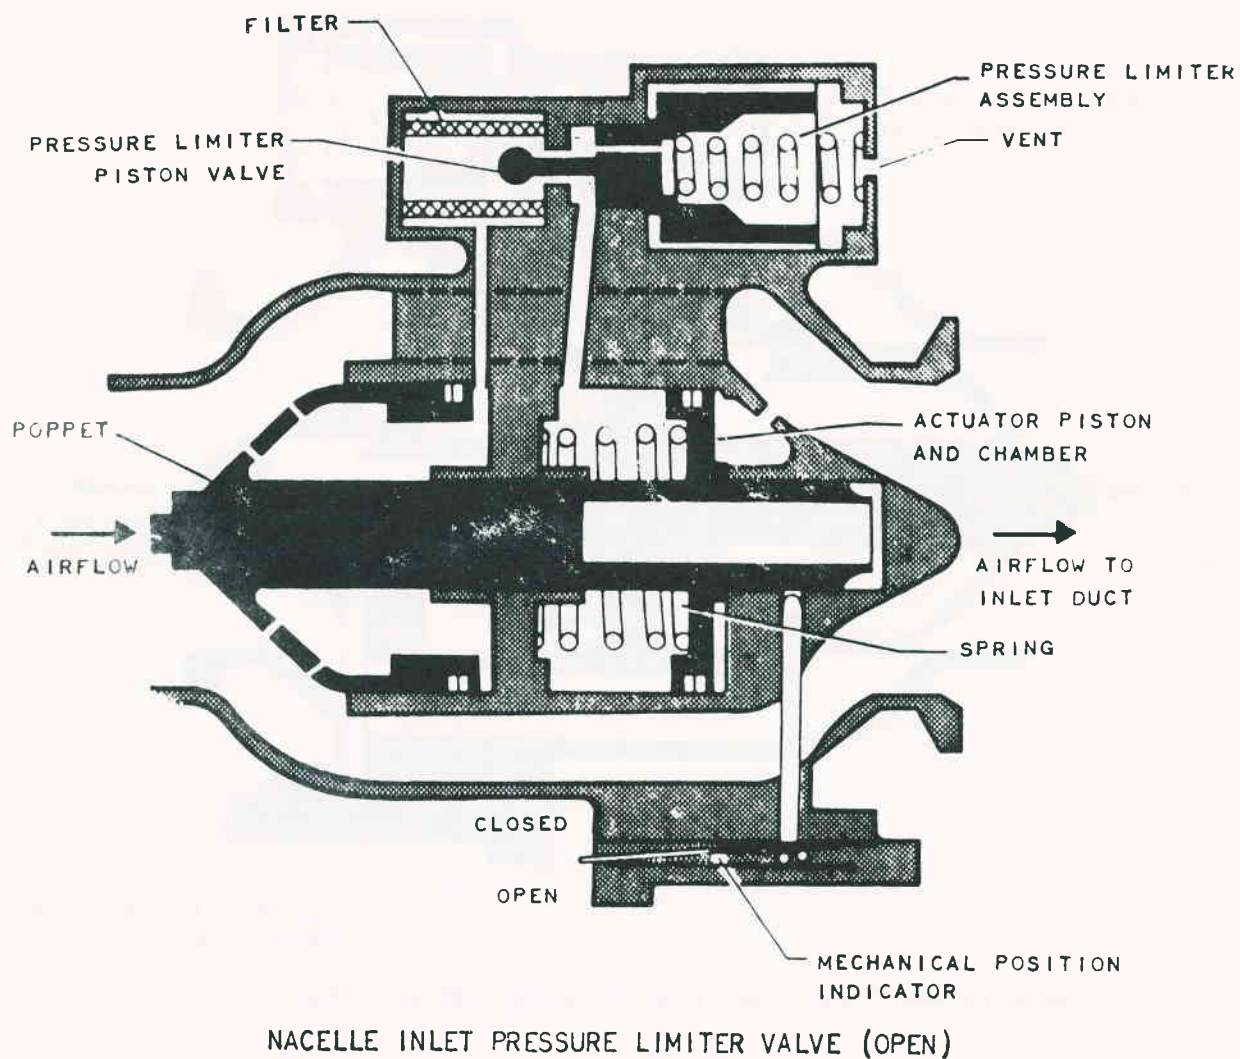 FILTER
PRESSURE LIMITER
ASSEMBLY
VENT
PRESSURE LIMITER
PISTON VALVE
POPPET
ACTUATOR PISTON
AND CHAMBER
AIRFLOW
AIRFLOW TO
INLET DUCT
SPRING
CLOSED
OPEN
MECHANICAL POSITION
INDICATOR
NACELLE INLET PRESSURE LIMITER VALVE (OPEN)